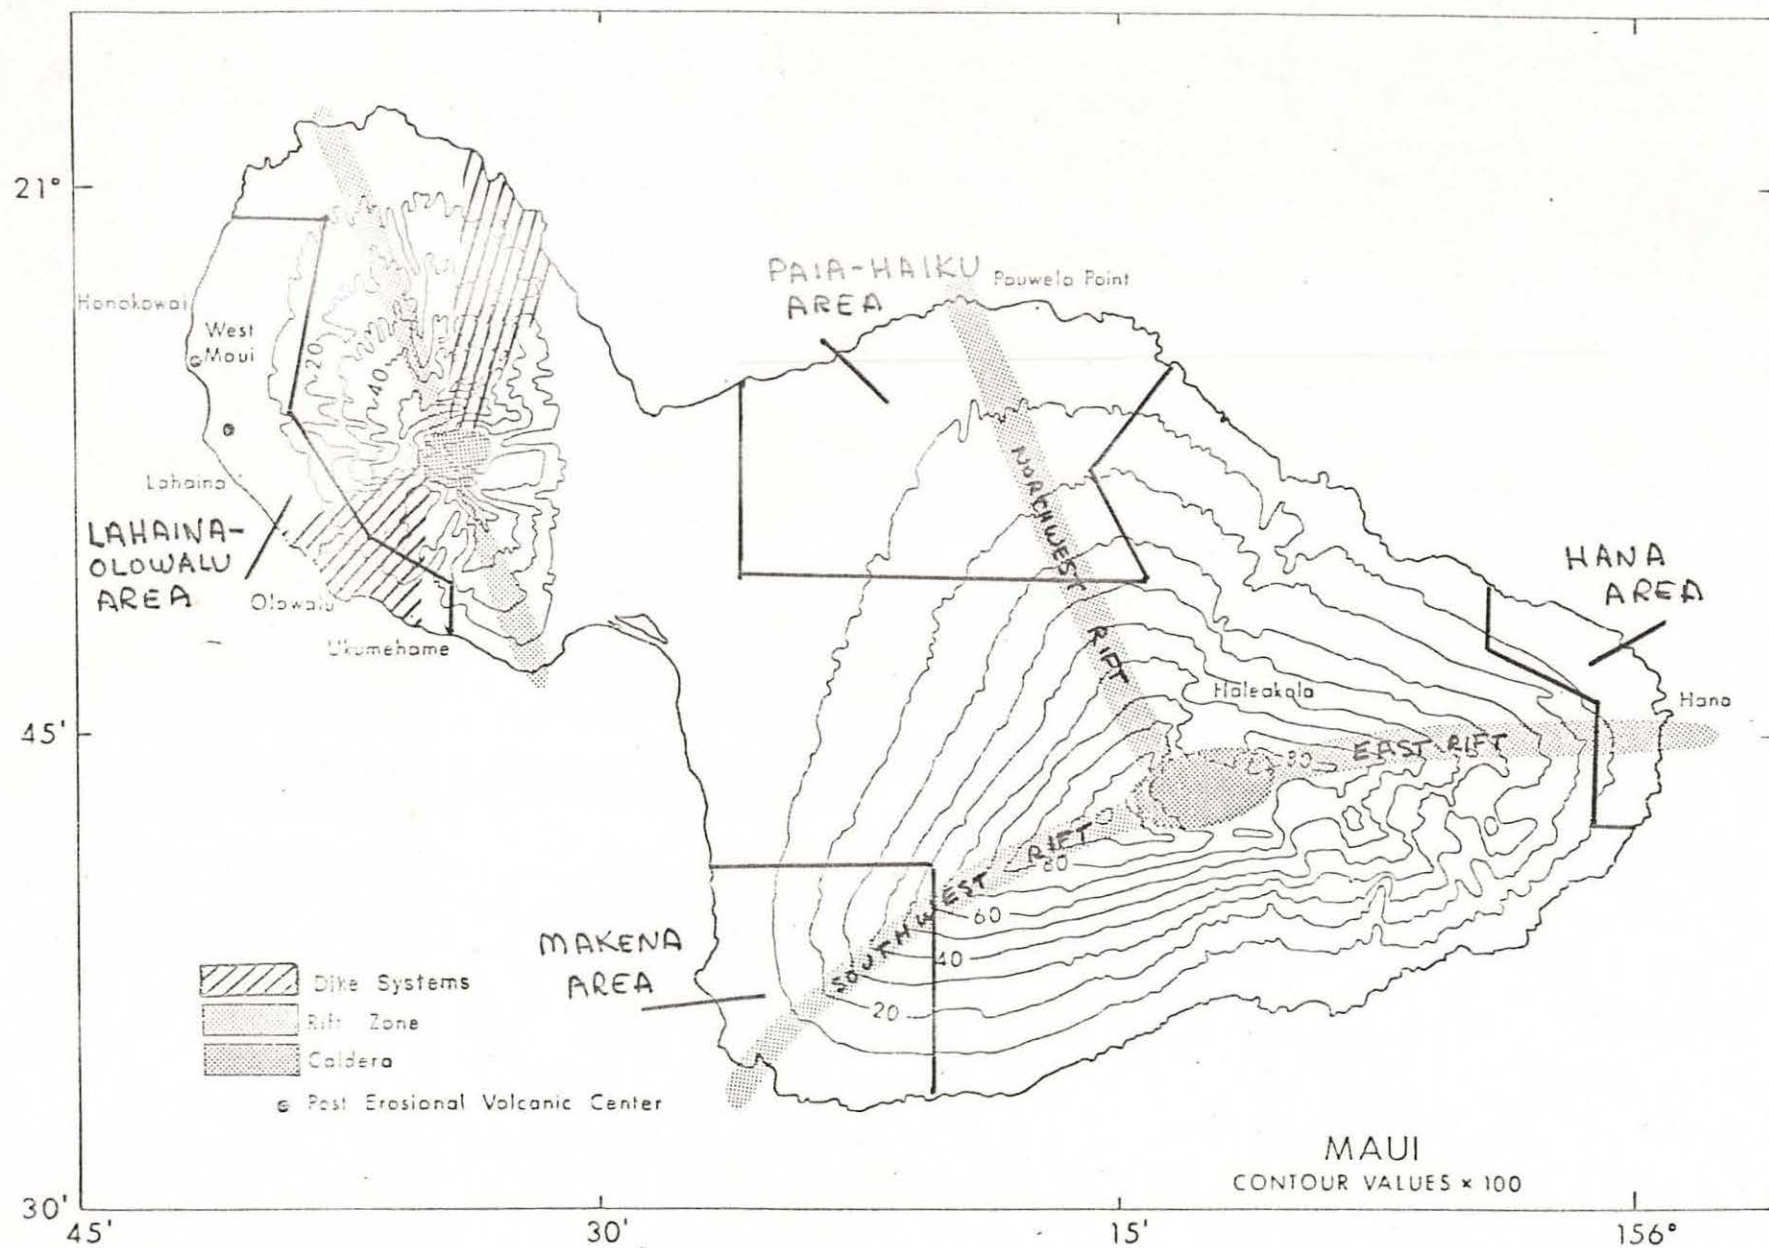 21°
45'
30'
45'
30'
15'
156°
PAIA-HAIKU
AREA
Pauwela Point
Honokowai
West
Maui
20
40
Lahaina
LAHAINA-
OLOWALU
AREA
Olowalu
Ukumehame
NORTHWEST
RIFT
HANA
AREA
Haleakala
Hana
EAST RIFT
80
SOUTHWEST RIFT
80
60
40
20
MAKENA
AREA
Dike Systems
Rift Zone
Caldera
Post Erosional Volcanic Center
MAUI
CONTOUR VALUES × 100